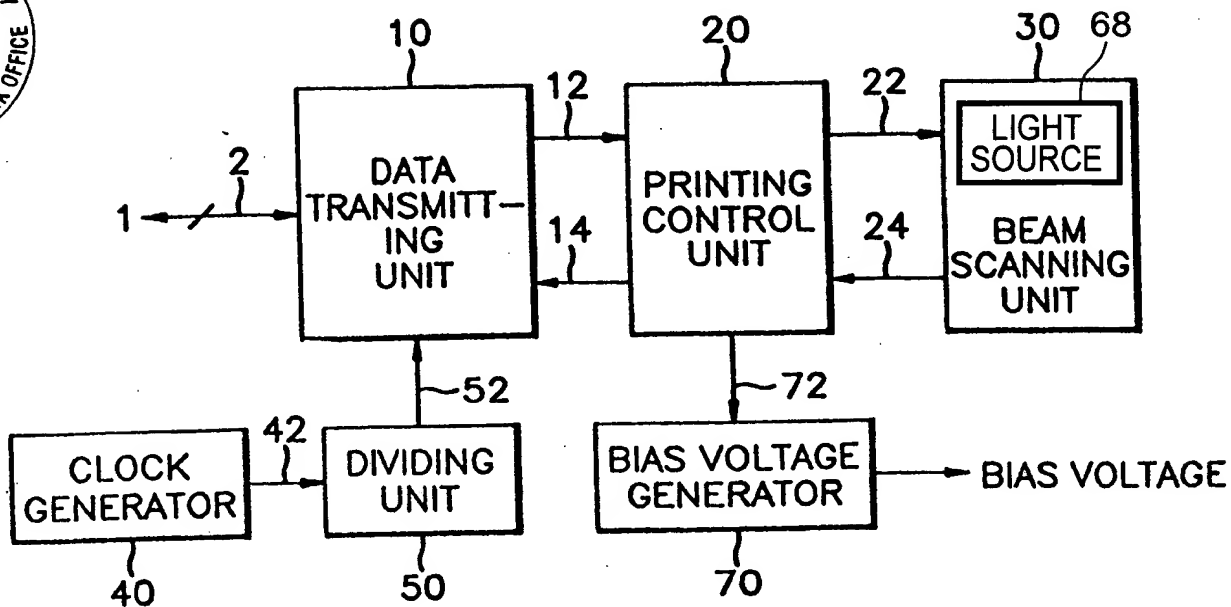 OFFICE
10
20
30
68
12
22
2
1
DATA
TRANSMITT-
ING
UNIT
PRINTING
CONTROL
UNIT
LIGHT
SOURCE
14
24
BEAM
SCANNING
UNIT
52
72
42
CLOCK
GENERATOR
DIVIDING
UNIT
BIAS VOLTAGE
GENERATOR
BIAS VOLTAGE
40
50
70